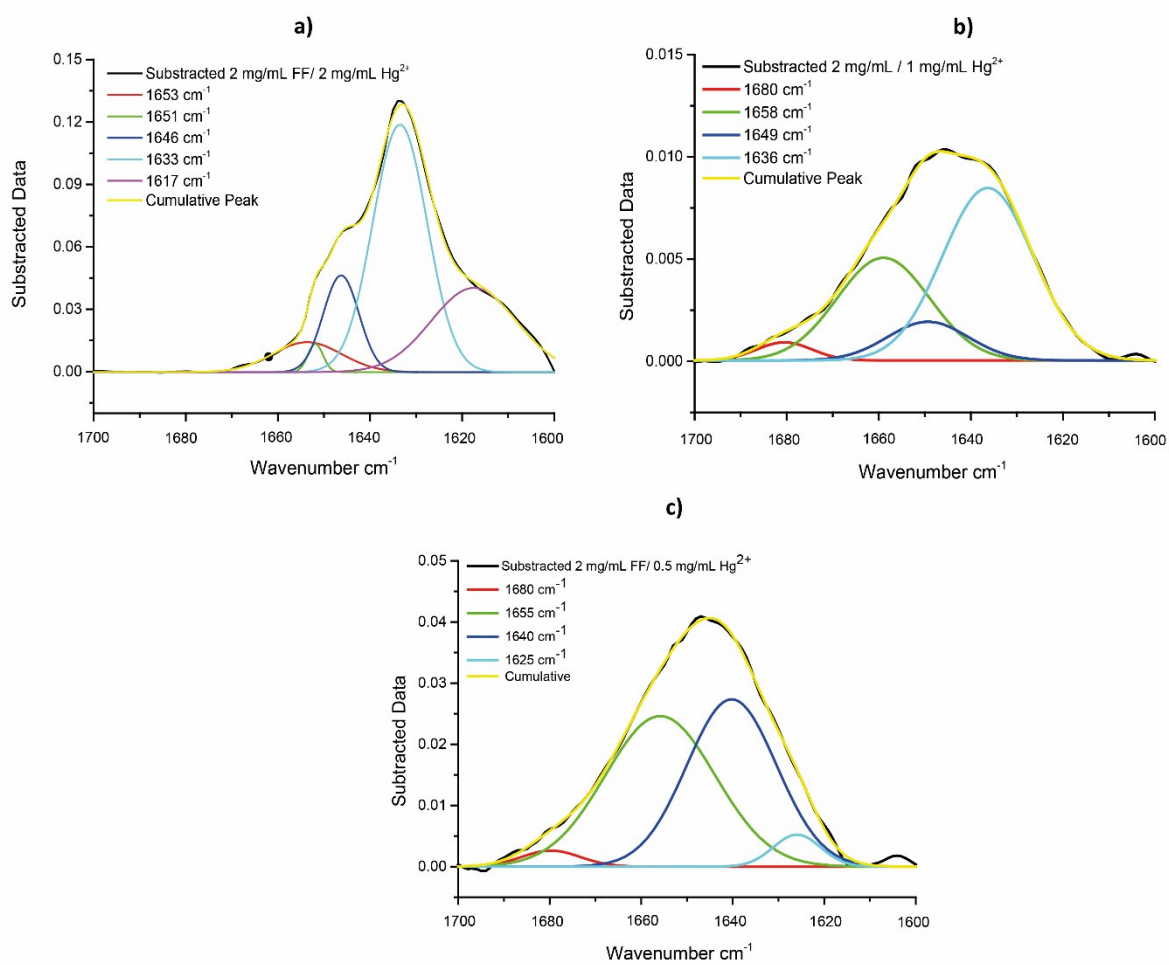 a)
0.15
Substracted 2 mg/mL FF/ 2 mg/mL Hg²⁺
1653 cm⁻¹
1651 cm⁻¹
1646 cm⁻¹
1633 cm⁻¹
1617 cm⁻¹
Cumulative Peak
0.12
0.09
0.06
0.03
0.00
Substracted Data
1700
1680
1660
1640
1620
1600
Wavenumber cm⁻¹
b)
0.015
Substracted 2 mg/mL / 1 mg/mL Hg²⁺
1680 cm⁻¹
1658 cm⁻¹
1649 cm⁻¹
1636 cm⁻¹
Cumulative Peak
0.010
0.005
0.000
Substracted Data
1700
1680
1660
1640
1620
1600
Wavenumber cm⁻¹
c)
0.05
Substracted 2 mg/mL FF/ 0.5 mg/mL Hg²⁺
1680 cm⁻¹
1655 cm⁻¹
1640 cm⁻¹
1625 cm⁻¹
Cumulative
0.04
0.03
0.02
0.01
0.00
Subtracted Data
1700
1680
1660
1640
1620
1600
Wavenumber cm⁻¹